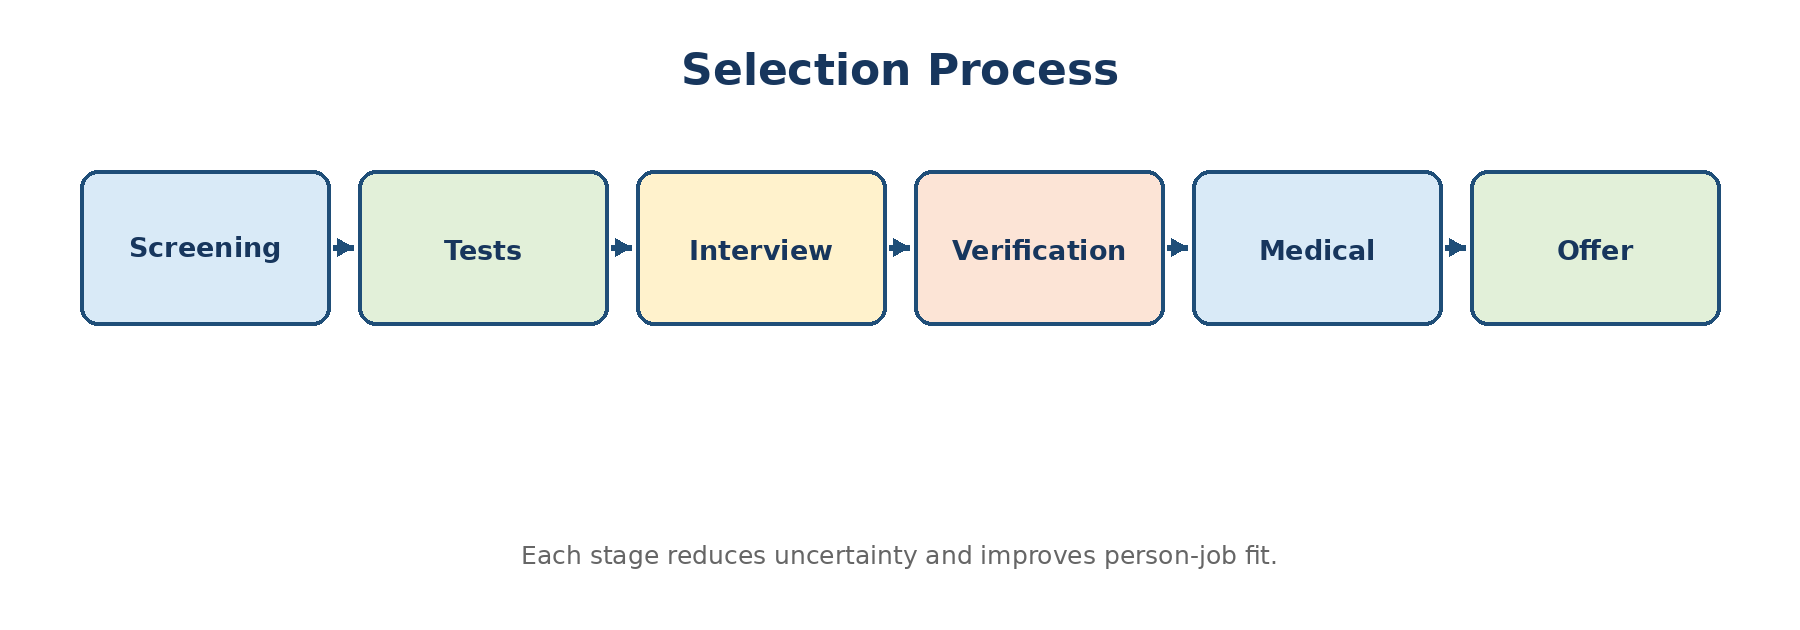 Selection Process
Screening
Tests
Interview
Verification
Medical
Offer
Each stage reduces uncertainty and improves person-job fit.